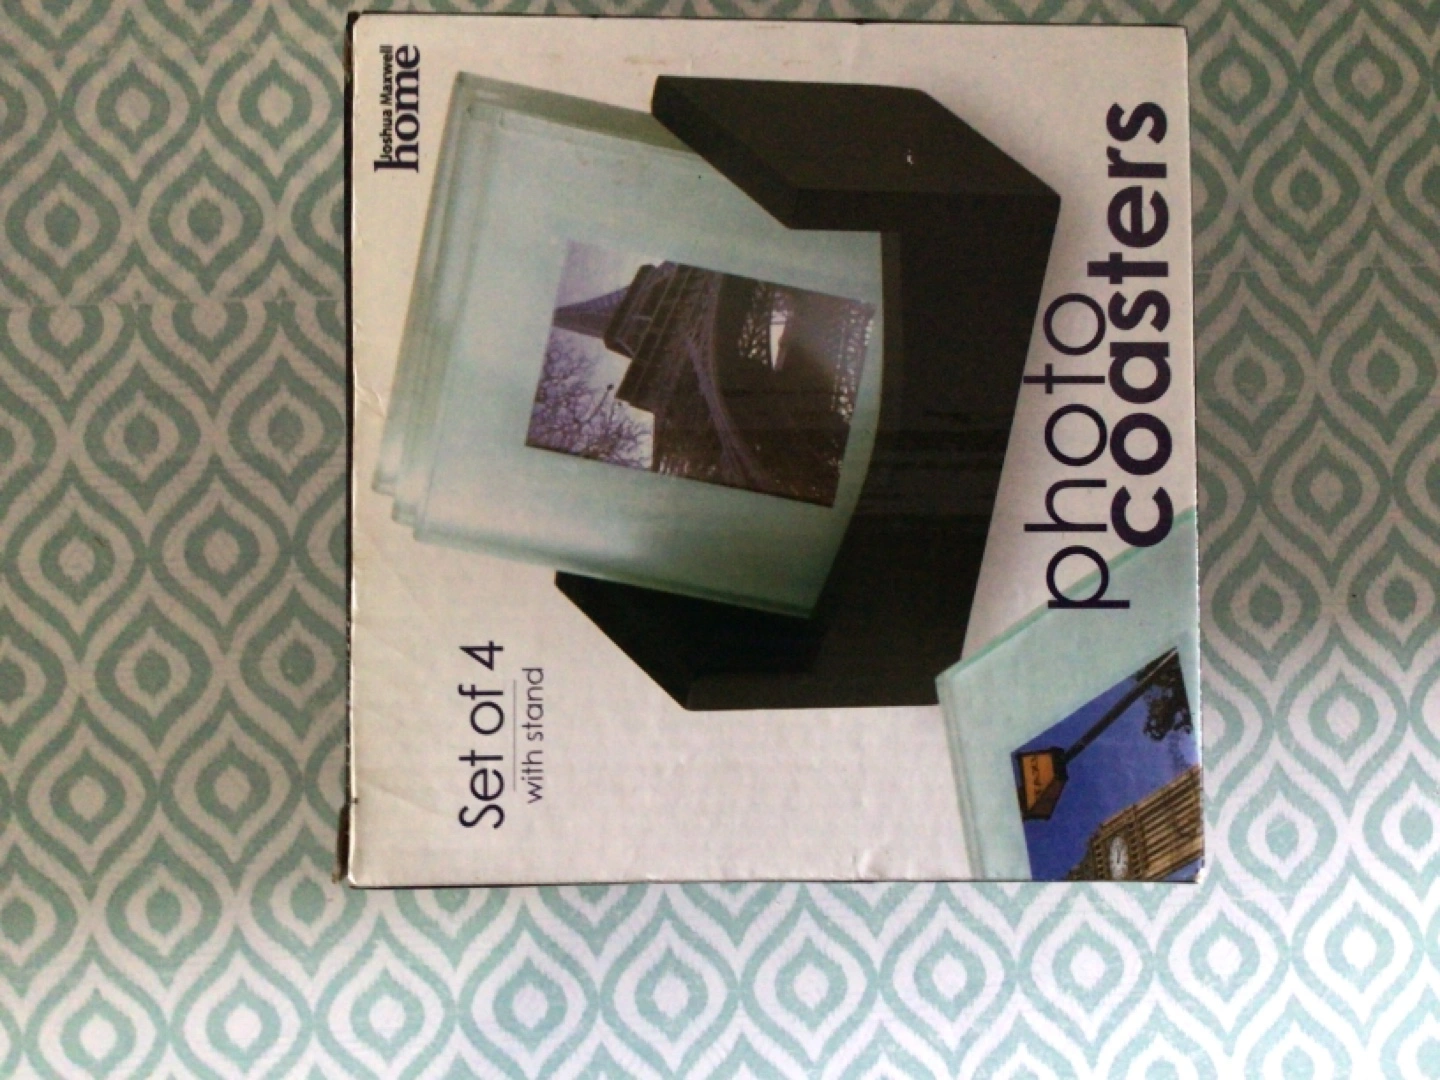 Joshua Maxwell
home
Set of 4
with stand
photo
coasters